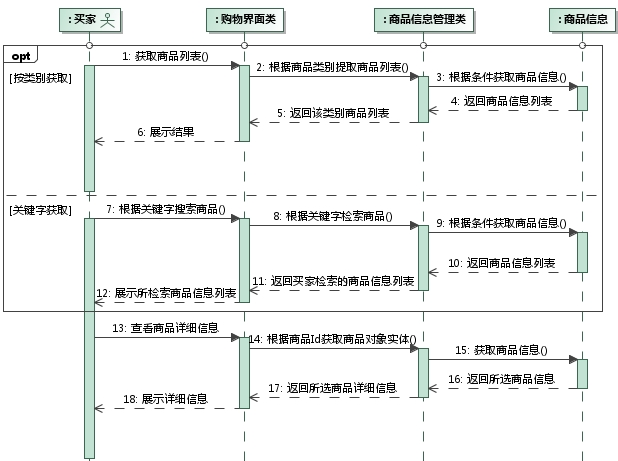 : 买家
: 购物界面类
: 商品信息管理类
: 商品信息
opt
[按类别获取]
1: 获取商品列表()
2: 根据商品类别提取商品列表()
3: 根据条件获取商品信息()
4: 返回商品信息列表
5: 返回该类别商品列表
6: 展示结果
[关键字获取]
7: 根据关键字搜索商品()
8: 根据关键字检索商品()
9: 根据条件获取商品信息()
10: 返回商品信息列表
11: 返回买家检索的商品信息列表
12: 展示所检索商品信息列表
13: 查看商品详细信息
14: 根据商品Id获取商品对象实体()
15: 获取商品信息()
16: 返回所选商品信息
17: 返回所选商品详细信息
18: 展示详细信息